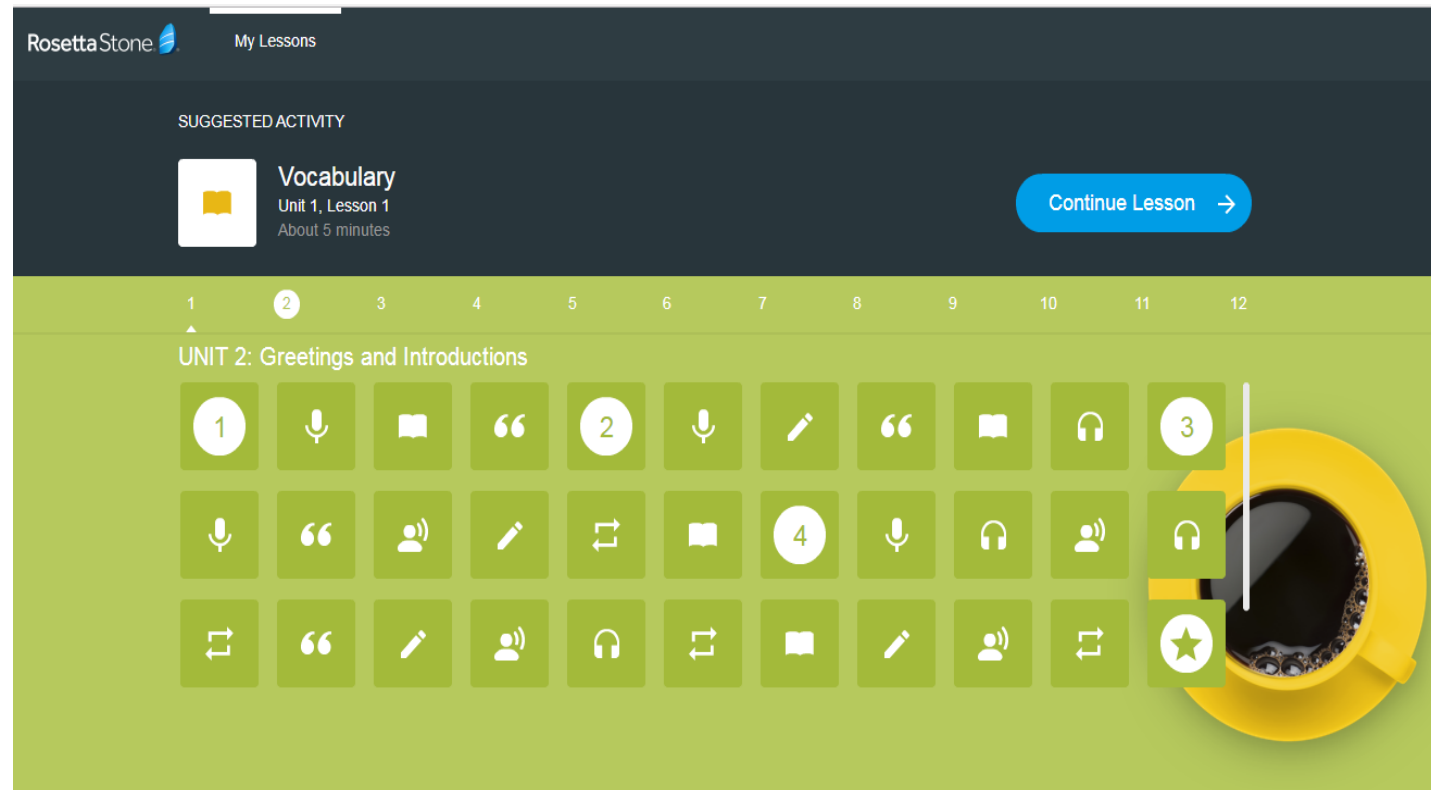 RosettaStone
My Lessons
SUGGESTED ACTIVITY
Vocabulary
Unit 1, Lesson 1
About 5 minutes
Continue Lesson
1 2 3 4 5 6 7 8 9 10 11 12
UNIT 2: Greetings and Introductions
1 2 3
4